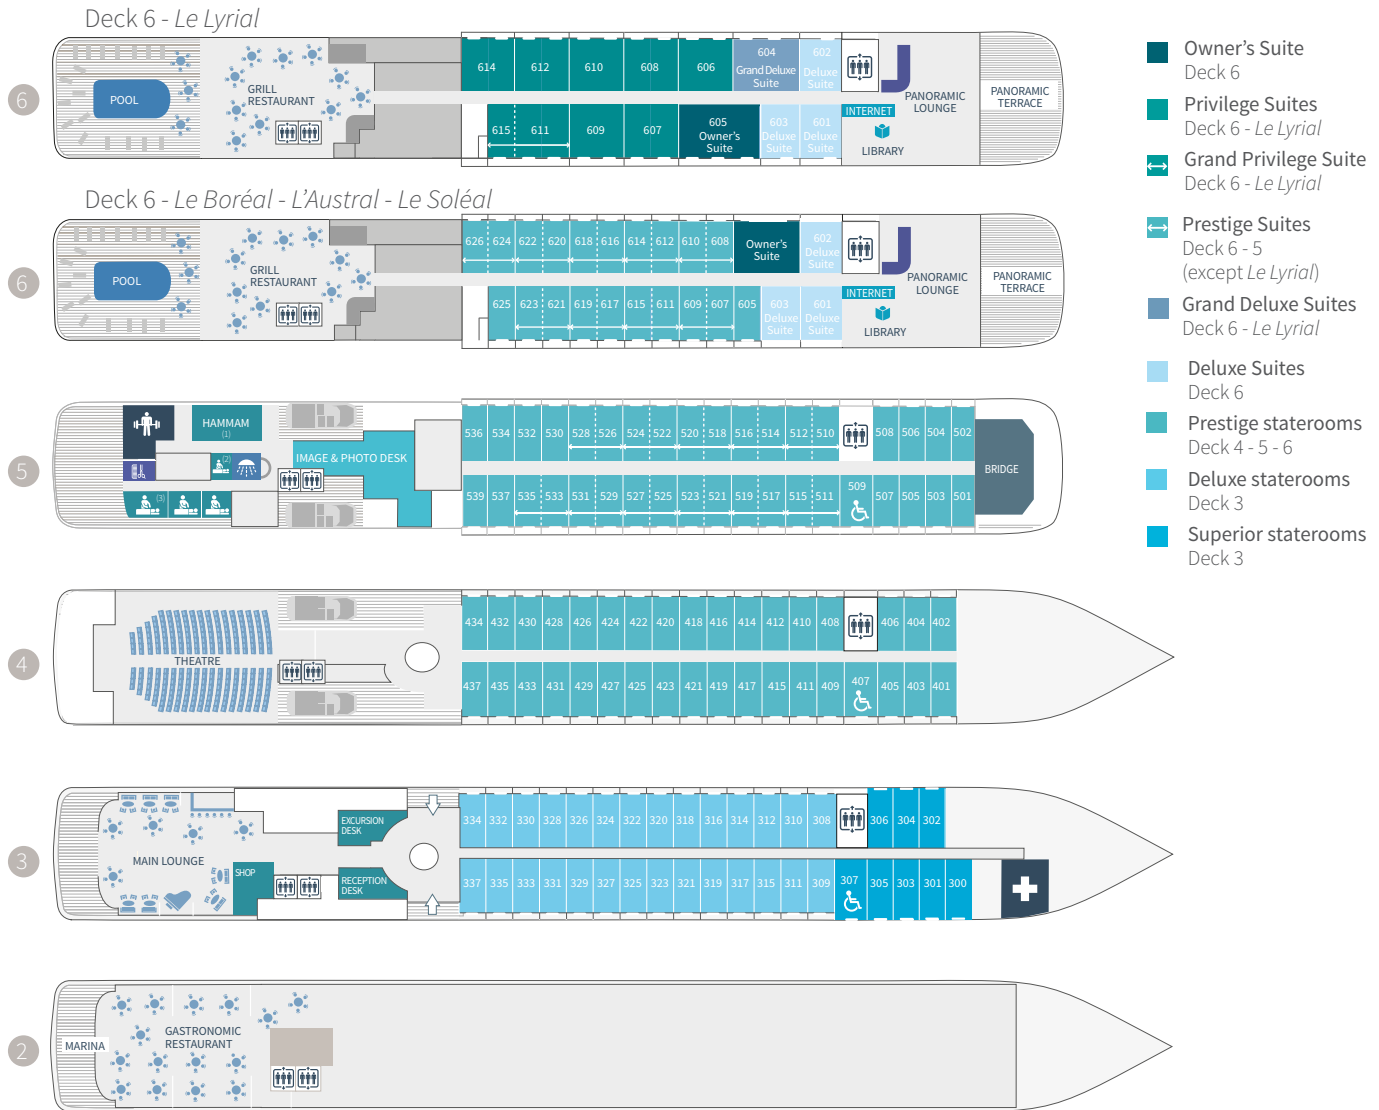 Deck 6 - Le Lyrial
6
POOL
GRILL
RESTAURANT
614 612 610 608 606
604
Grand Deluxe
Suite
602
Deluxe
Suite
615 611 609 607
605
Owner's
Suite
603
Deluxe
Suite
601
Deluxe
Suite
INTERNET
LIBRARY
PANORAMIC
LOUNGE
PANORAMIC
TERRACE
Deck 6 - Le Boréal - L'Austral - Le Soléal
6
POOL
GRILL
RESTAURANT
626 624 622 620 618 616 614 612 610 608
Owner's
Suite
602
Deluxe
Suite
625 623 621 619 617 615 611 609 607 605
603
Deluxe
Suite
601
Deluxe
Suite
INTERNET
LIBRARY
PANORAMIC
LOUNGE
PANORAMIC
TERRACE
5
HAMMAM
(1)
(2)
(3)
IMAGE & PHOTO DESK
536 534 532 530 528 526 524 522 520 518 516 514 512 510 508 506 504 502
539 537 535 533 531 529 527 525 523 521 519 517 515 511 509 507 505 503 501
BRIDGE
4
THEATRE
434 432 430 428 426 424 422 420 418 416 414 412 410 408 406 404 402
437 435 433 431 429 427 425 423 421 419 417 415 411 409 407 405 403 401
3
MAIN LOUNGE
SHOP
EXCURSION
DESK
RECEPTION
DESK
334 332 330 328 326 324 322 320 318 316 314 312 310 308 306 304 302
337 335 333 331 329 327 325 323 321 319 317 315 311 309 307 305 303 301 300
2
MARINA
GASTRONOMIC
RESTAURANT
Owner's Suite
Deck 6
Privilege Suites
Deck 6 - Le Lyrial
Grand Privilege Suite
Deck 6 - Le Lyrial
Prestige Suites
Deck 6 - 5
(except Le Lyrial)
Grand Deluxe Suites
Deck 6 - Le Lyrial
Deluxe Suites
Deck 6
Prestige staterooms
Deck 4 - 5 - 6
Deluxe staterooms
Deck 3
Superior staterooms
Deck 3